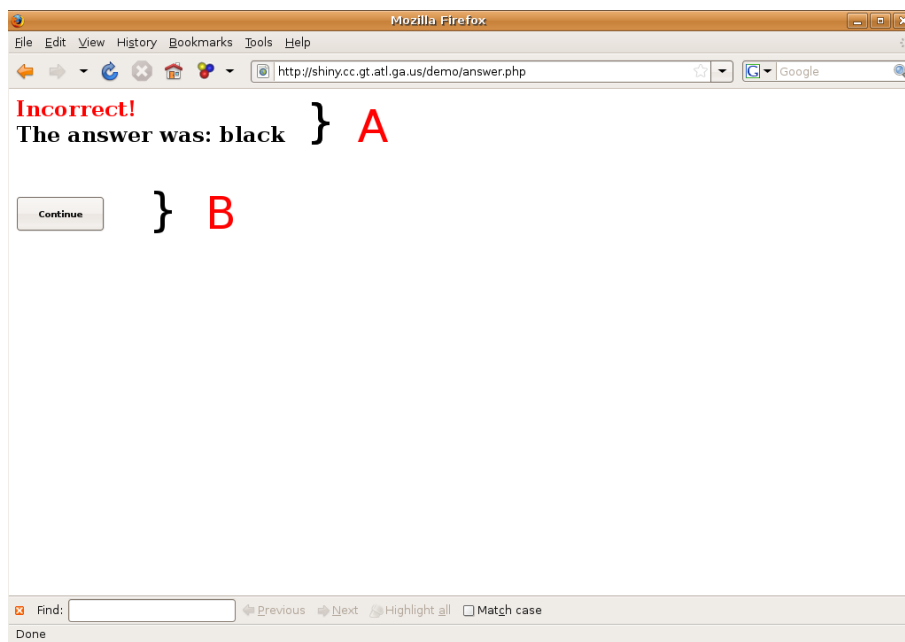 Mozilla Firefox
File Edit View History Bookmarks Tools Help
http://shiny.cc.gt.atl.ga.us/demo/answer.php G Google
Incorrect!
The answer was: black } A
Continue } B
Find: Previous Next Highlight all Match case
Done